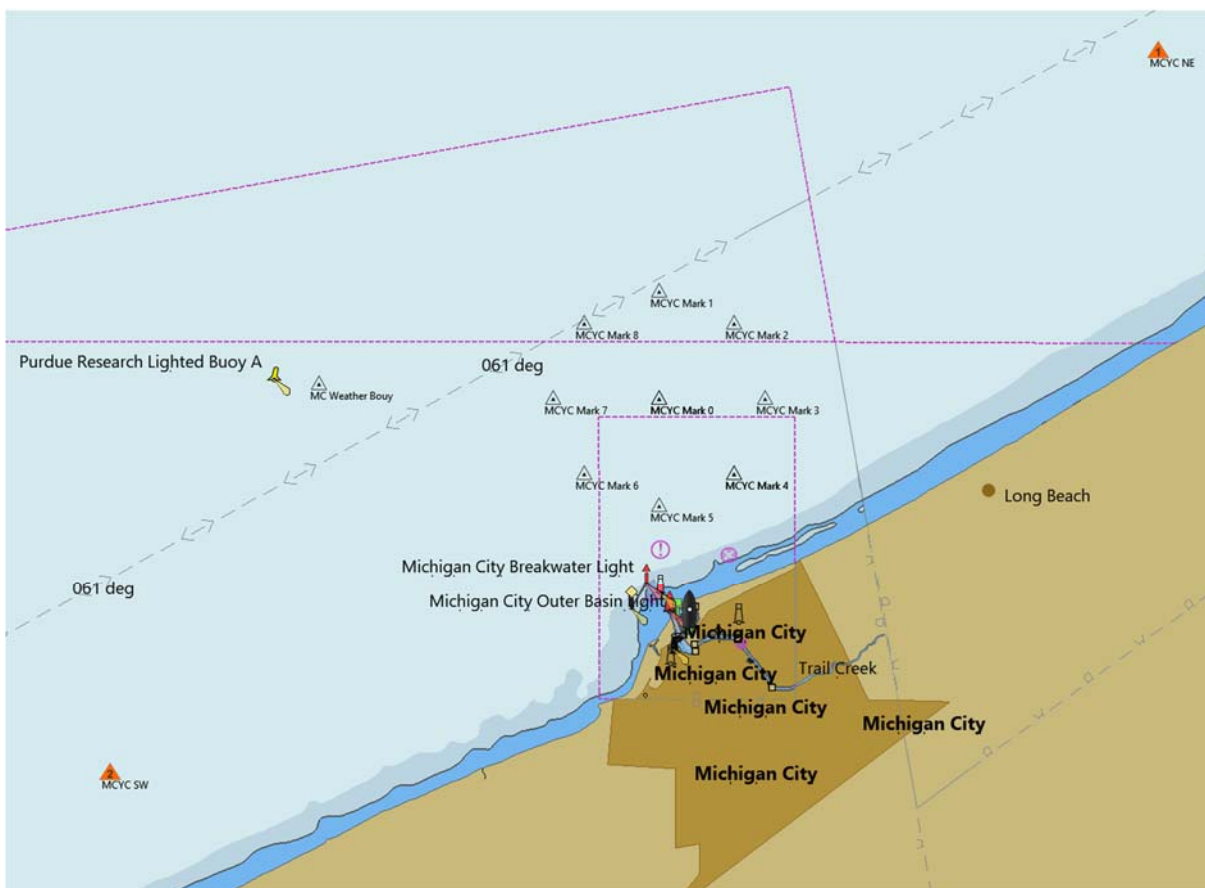 1
MCYC NE
MCYC Mark 1
MCYC Mark 8
MCYC Mark 2
Purdue Research Lighted Buoy A
061 deg
MC Weather Bouy
MCYC Mark 7
MCYC Mark 0
MCYC Mark 3
MCYC Mark 6
MCYC Mark 4
Long Beach
MCYC Mark 5
Michigan City Breakwater Light
061 deg
Michigan City Outer Basin Light
Michigan City
Michigan City
Trail Creek
Michigan City
Michigan City
2
MCYC SW
Michigan City